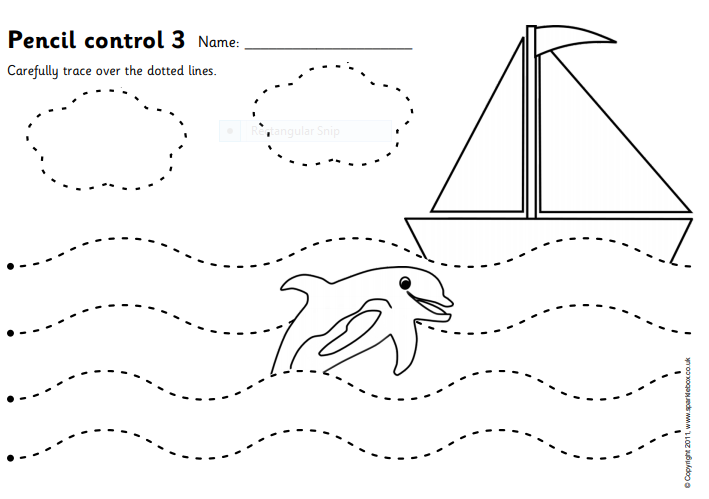 Pencil control 3 Name:
Carefully trace over the dotted lines.
Rectangular Snip
© Copyright 2011, www.sparklebox.co.uk